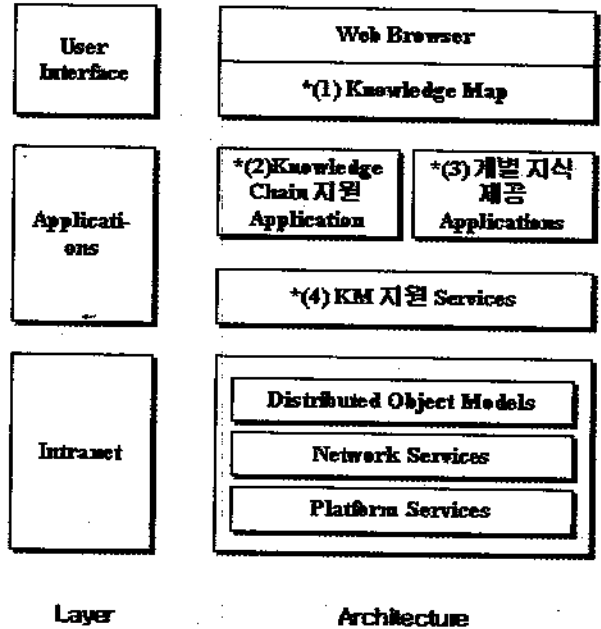 User
Interface
Web Browser
*(1) Knowledge Map
Applicati-
ons
*(2)Knowledge
Chain 지원
Application
*(3) 개별 지식
제공
Applications
*(4) KM 지원 Services
Intranet
Distributed Object Models
Network Services
Platform Services
Layer
Architecture